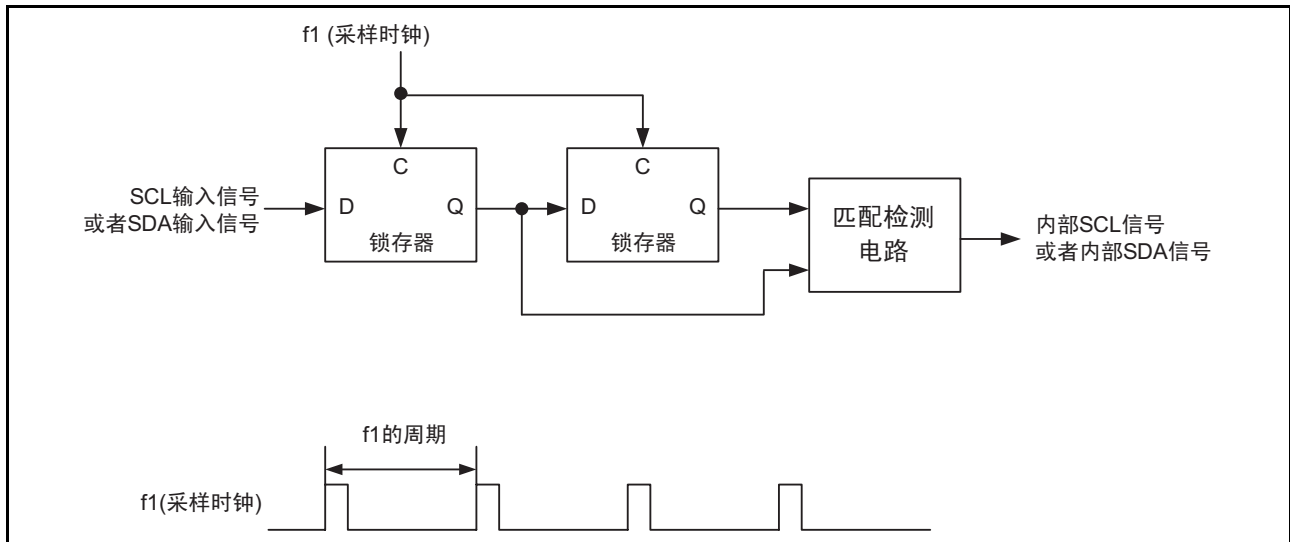 f1 (采样时钟)
C
C
SCL输入信号
或者SDA输入信号
D
Q
D
Q
锁存器
锁存器
匹配检测
电路
内部SCL信号
或者内部SDA信号
f1的周期
f1(采样时钟)